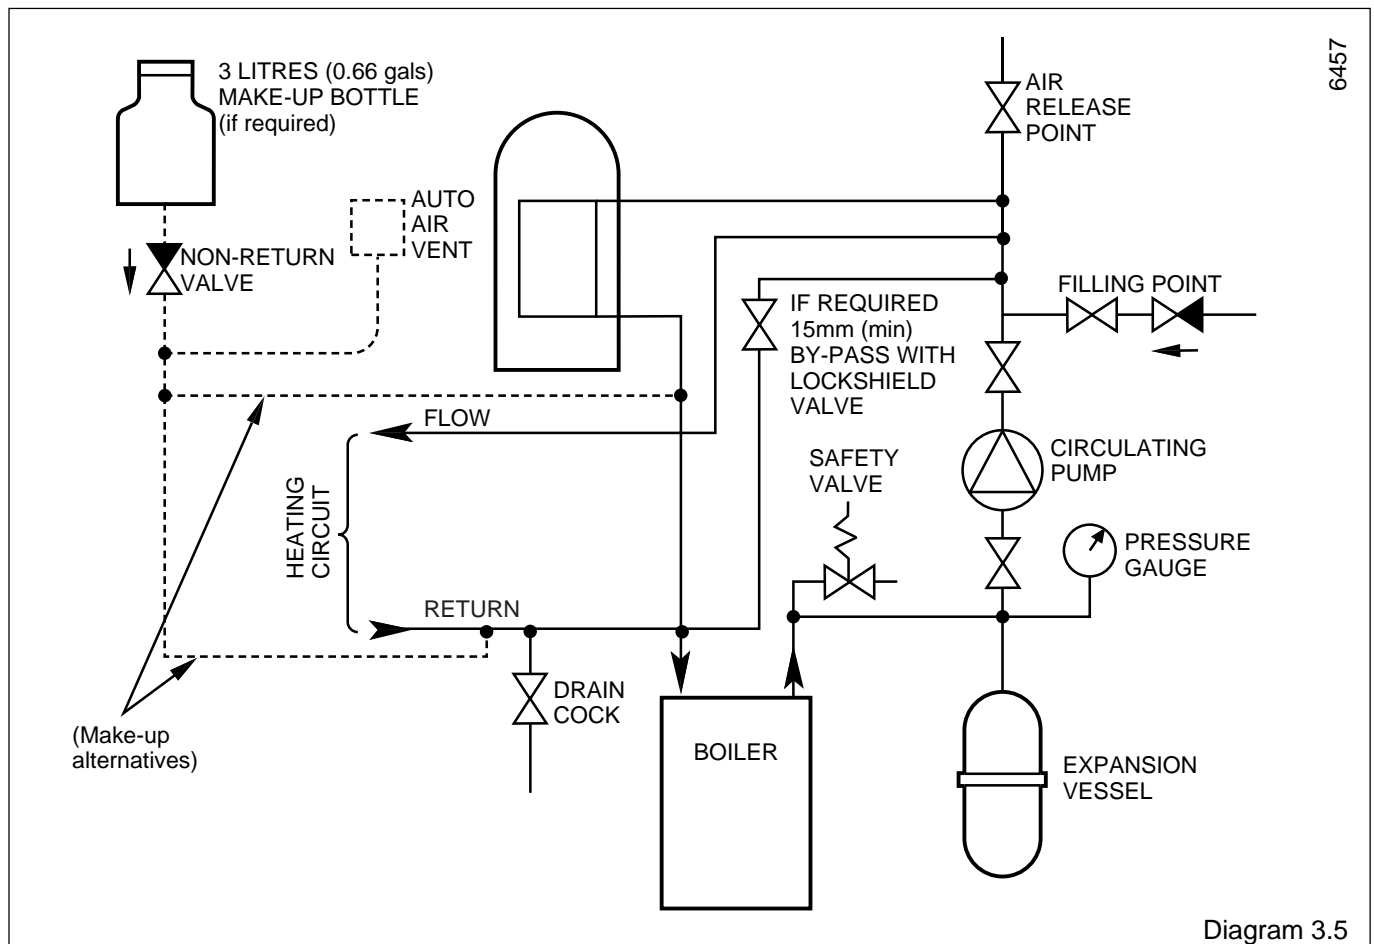 3 LITRES (0.66 gals)
MAKE-UP BOTTLE
(if required)
AIR
RELEASE
POINT
6457
AUTO
AIR
VENT
NON-RETURN
VALVE
FILLING POINT
IF REQUIRED
15mm (min)
BY-PASS WITH
LOCKSHIELD
VALVE
FLOW
CIRCULATING
PUMP
SAFETY
VALVE
HEATING
CIRCUIT
PRESSURE
GAUGE
RETURN
DRAIN
COCK
(Make-up
alternatives)
BOILER
EXPANSION
VESSEL
Diagram 3.5